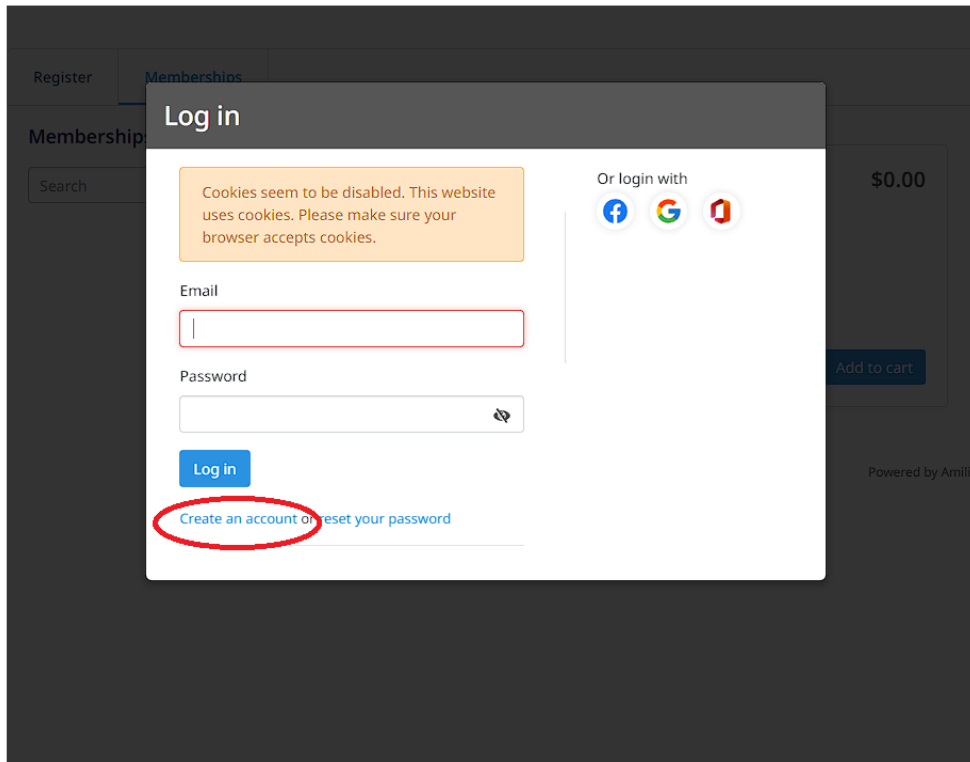 Register
Memberships
Memberships
Search
$0.00
Add to cart
Powered by Amili
Log in
Cookies seem to be disabled. This website
uses cookies. Please make sure your
browser accepts cookies.
Email
Password
Log in
Create an account or reset your password
Or login with